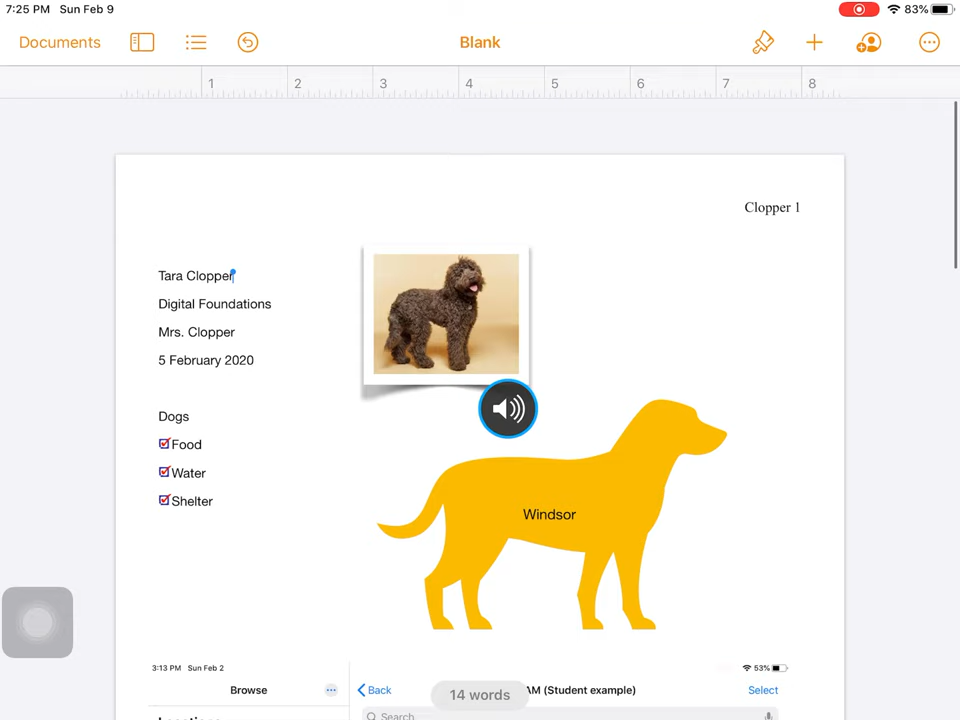 7:25 PM Sun Feb 9
83%
Documents
Blank
1 2 3 4 5 6 7 8
Clopper 1
Tara Clopper
Digital Foundations
Mrs. Clopper
5 February 2020
Dogs
Food
Water
Shelter
Windsor
3:13 PM Sun Feb 2
53%
Browse
Back
AM (Student example)
Select
14 words
Search